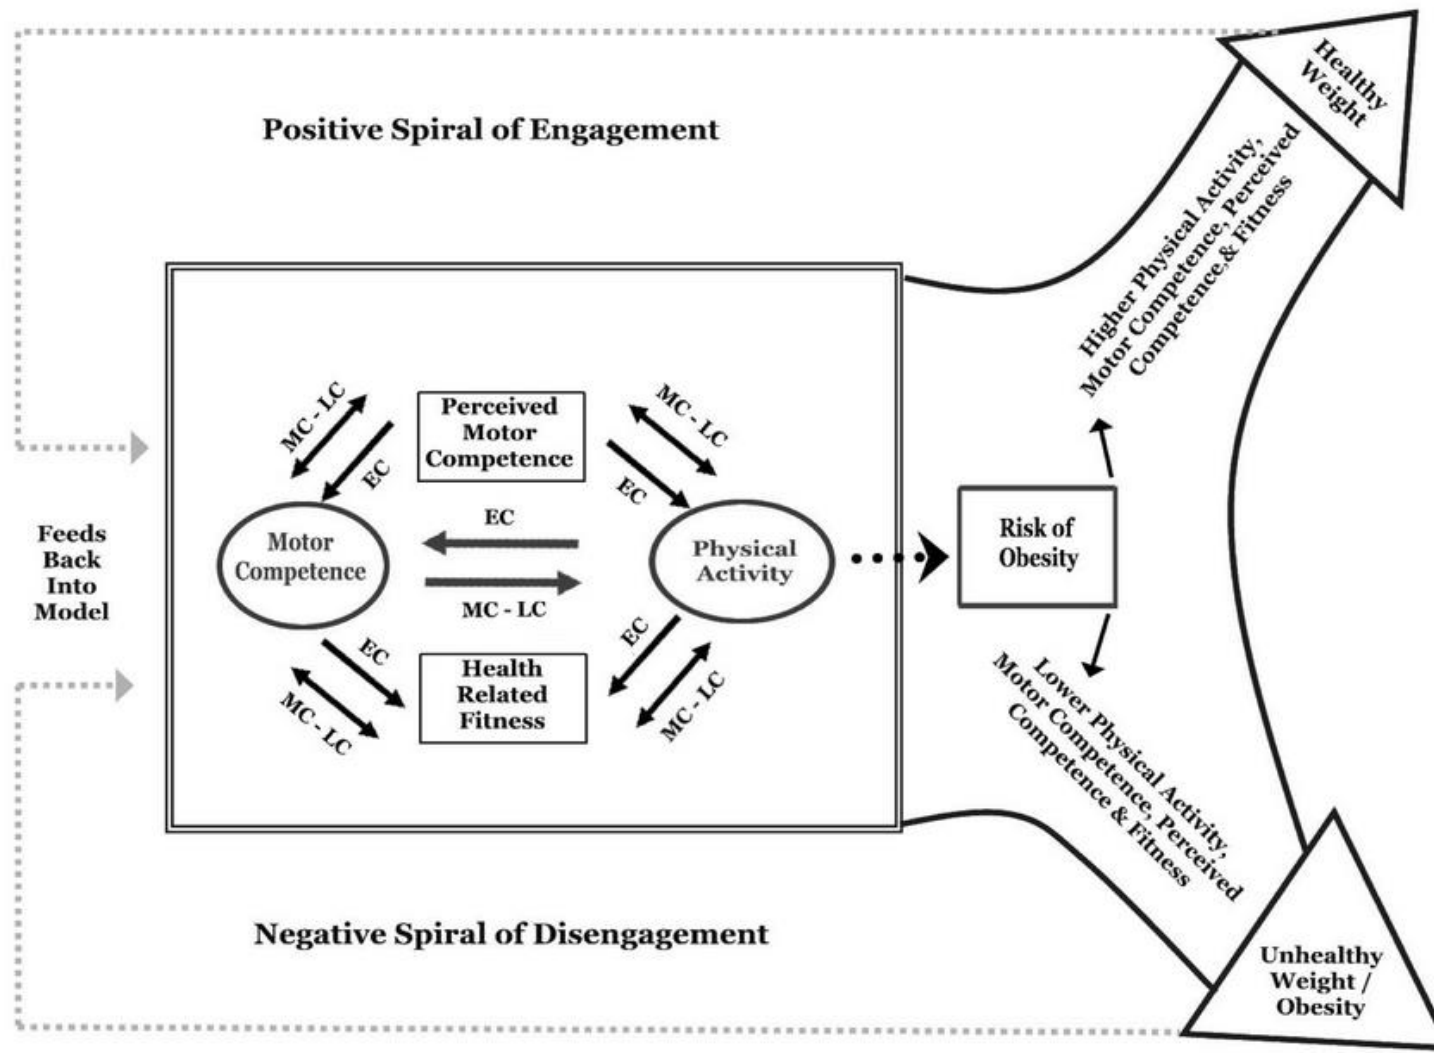 Healthy
Weight
Positive Spiral of Engagement
Higher Physical Activity,
Motor Competence, Perceived
Competence,& Fitness
MC - LC
Perceived
Motor
Competence
MC - LC
EC
EC
EC
Motor
Competence
Physical
Activity
MC - LC
Risk of
Obesity
Feeds
Back
Into
Model
EC
EC
Health
Related
Fitness
MC - LC
MC - LC
Lower Physical Activity,
Motor Competence, Perceived
Competence & Fitness
Negative Spiral of Disengagement
Unhealthy
Weight /
Obesity